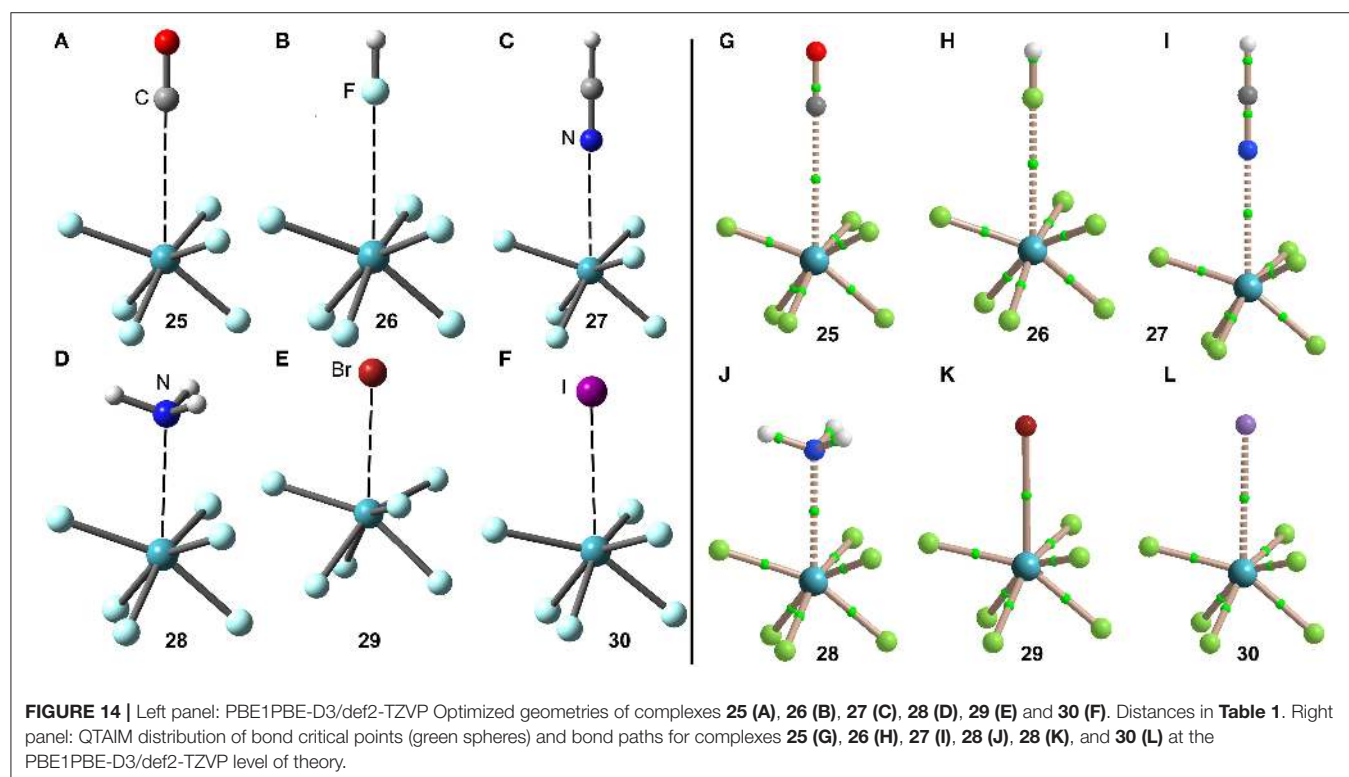 A B C G H I
O
C F N
25 26 27 25 26 27
D E F J K L
N Br I
28 29 30 28 29 30
FIGURE 14 | Left panel: PBE1PBE-D3/def2-TZVP Optimized geometries of complexes 25 (A), 26 (B), 27 (C), 28 (D), 29 (E) and 30 (F). Distances in Table 1. Right
panel: QTAIM distribution of bond critical points (green spheres) and bond paths for complexes 25 (G), 26 (H), 27 (I), 28 (J), 28 (K), and 30 (L) at the
PBE1PBE-D3/def2-TZVP level of theory.